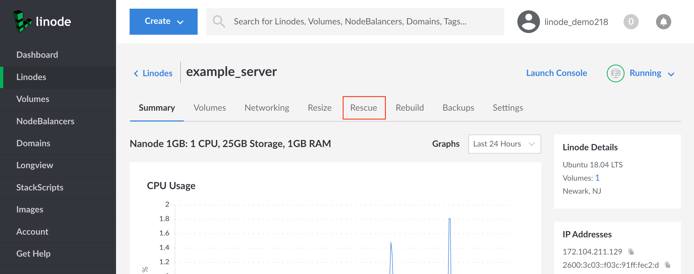 linode
Create
Search for Linodes, Volumes, NodeBalancers, Domains, Tags...
linode_demo218
0
Dashboard
Linodes
Volumes
NodeBalancers
Domains
Longview
StackScripts
Images
Account
Get Help
Linodes
example_server
Launch Console
Running
Summary Volumes Networking Resize Rescue Rebuild Backups Settings
Nanode 1GB: 1 CPU, 25GB Storage, 1GB RAM
Graphs
Last 24 Hours
CPU Usage
2
1.8
1.6
1.4
1.2
Linode Details
Ubuntu 18.04 LTS
Volumes: 1
Newark, NJ
IP Addresses
172.104.211.129
2600:3c03::f03c:91ff:fec2:d